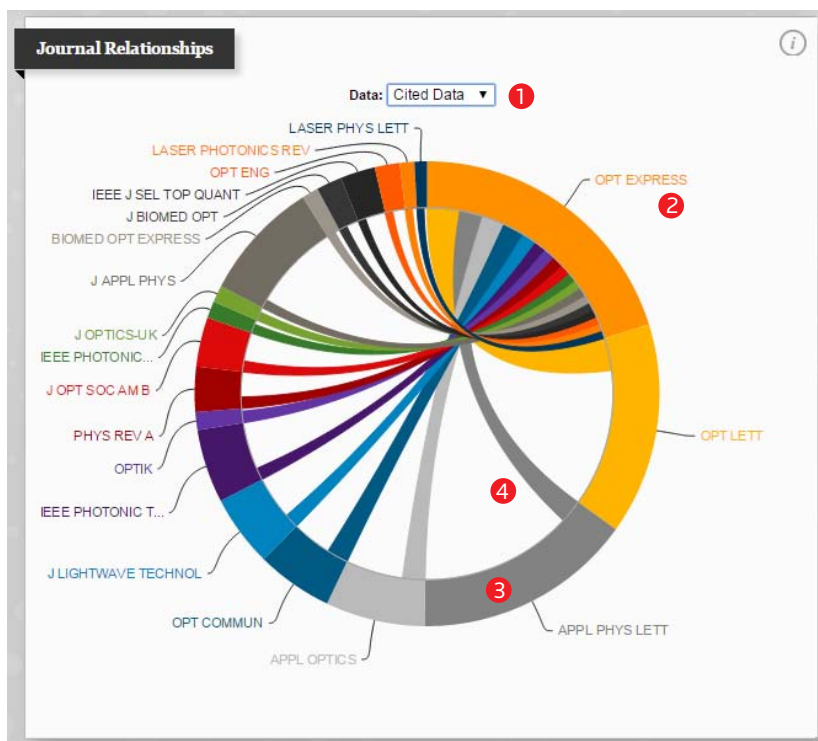 Journal Relationships
i
Data: Cited Data ▼ 1
LASER PHYS LETT
LASER PHOTONICS REV
OPT ENG
IEEE J SEL TOP QUANT
J BIOMED OPT
BIOMED OPT EXPRESS
J APPL PHYS
J OPTICS-UK
IEEE PHOTONIC...
J OPT SOC AM B
PHYS REV A
OPTIK
IEEE PHOTONIC T...
J LIGHTWAVE TECHNOL
OPT COMMUN
APPL OPTICS
OPT EXPRESS
2
OPT LETT
4
3
APPL PHYS LETT